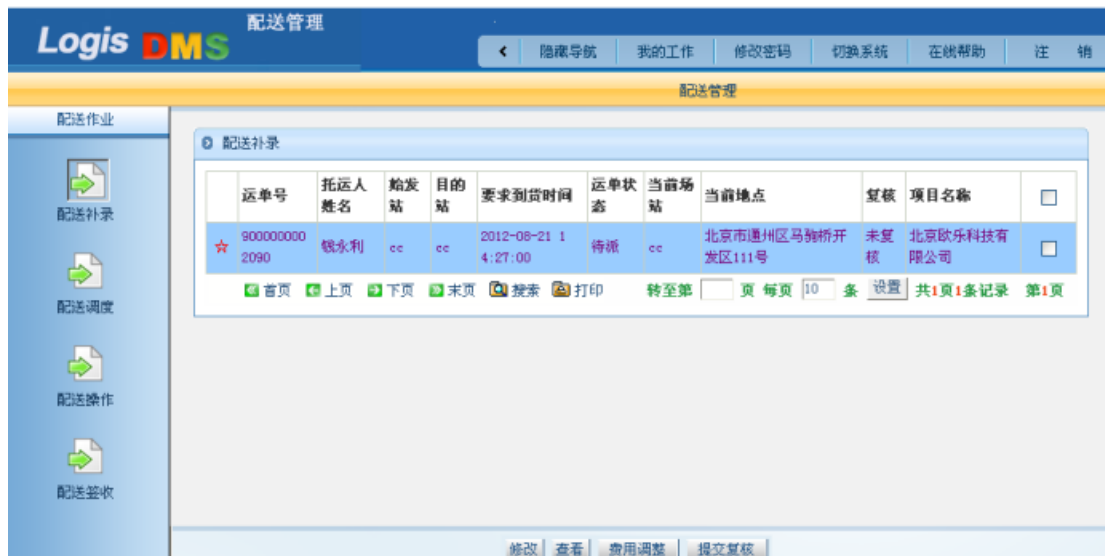 配送管理
Logis DMS
隐藏导航 我的工作 修改密码 切换系统 在线帮助 注 销
配送管理
配送作业
配送补录
配送调度
配送操作
配送签收
配送补录
运单号 托运人姓名 始发站 目的站 要求到货时间 运单状态 当前场站 当前地点 复核 项目名称
900000000 钱永利 cc cc 2012-08-21 1 待派 cc 北京市通州区马驹桥开 未复 北京欧乐科技有
2090 4:27:00 发区111号 核 限公司
首页 上页 下页 末页 搜索 打印 转至第 页 每页 10 条 设置 共1页1条记录 第1页
修改 查看 费用调整 提交复核